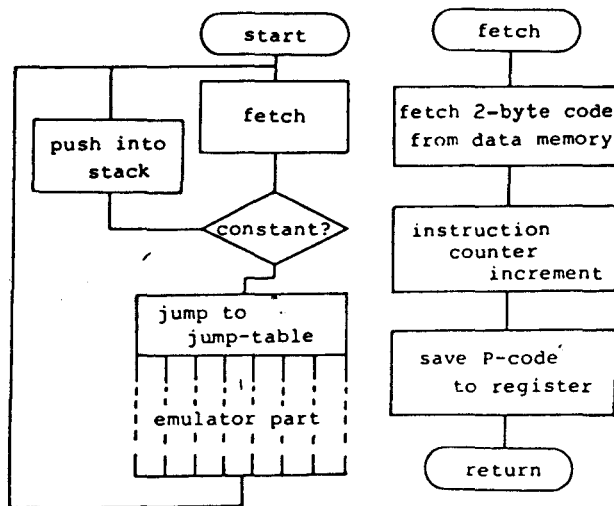 start
fetch
push into
stack
constant?
jump to
jump-table
emulator part
fetch
fetch 2-byte code
from data memory
instruction
counter
increment
save P-code
to register
return